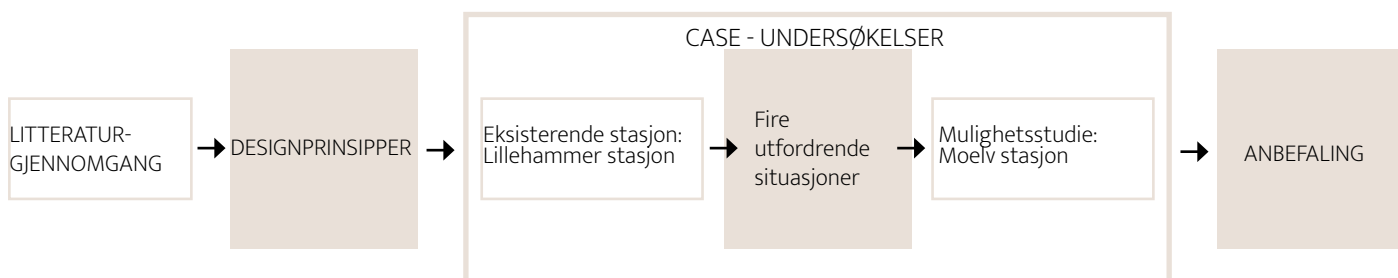 CASE - UNDERSØKELSER
LITTERATUR-
GJENNOMGANG
DESIGNPRINSIPPER
Eksisterende stasjon:
Lillehammer stasjon
Fire
utfordrende
situasjoner
Mulighetsstudie:
Moelv stasjon
ANBEFALING